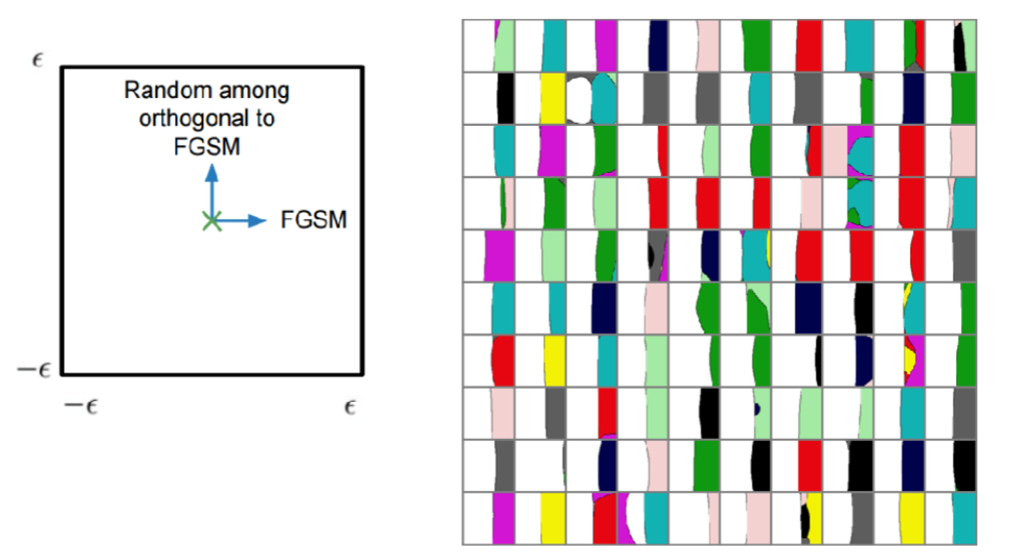 ϵ
Random among
orthogonal to
FGSM
FGSM
−ϵ
−ϵ
ϵ